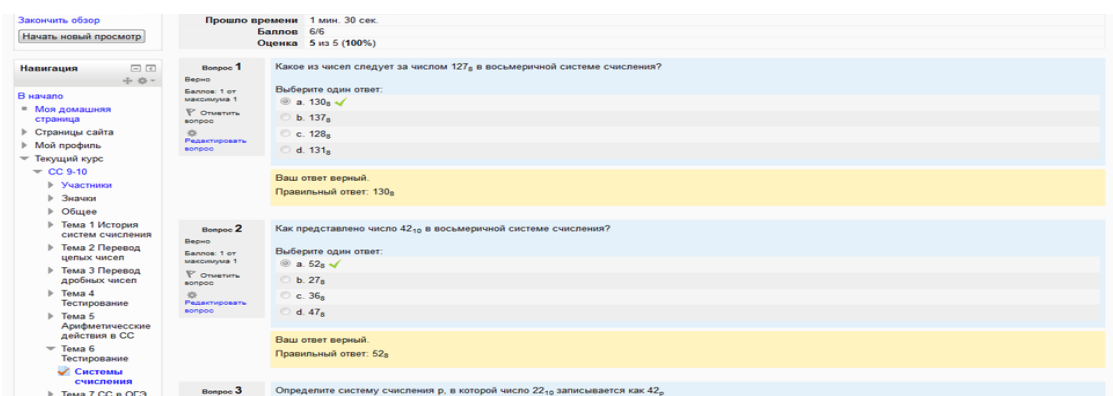 Закончить обзор
Начать новый просмотр
Прошло времени 1 мин. 30 сек.
Баллов 6/6
Оценка 5 из 5 (100%)
Навигация
В начало
Моя домашняя
страница
Страницы сайта
Мой профиль
Текущий курс
СС 9-10
Участники
Значки
Общее
Тема 1 История
систем счисления
Тема 2 Перевод
целых чисел
Тема 3 Перевод
дробных чисел
Тема 4
Тестирование
Тема 5
Арифметичесские
действия в СС
Тема 6
Тестирование
Системы
счисления
Тема 7 СС в ОГЭ
Вопрос 1
Верно
Баллов: 1 от
максимума 1
Отметить
вопрос
Редактировать
вопрос
Какое из чисел следует за числом 127₈ в восьмеричной системе счисления?
Выберите один ответ:
a. 130₈
b. 137₈
c. 128₈
d. 131₈
Ваш ответ верный.
Правильный ответ: 130₈
Вопрос 2
Верно
Баллов: 1 от
максимума 1
Отметить
вопрос
Редактировать
вопрос
Как представлено число 42₁₀ в восьмеричной системе счисления?
Выберите один ответ:
a. 52₈
b. 27₈
c. 36₈
d. 47₈
Ваш ответ верный.
Правильный ответ: 52₈
Вопрос 3
Определите систему счисления p, в которой число 22₁₀ записывается как 42ₚ